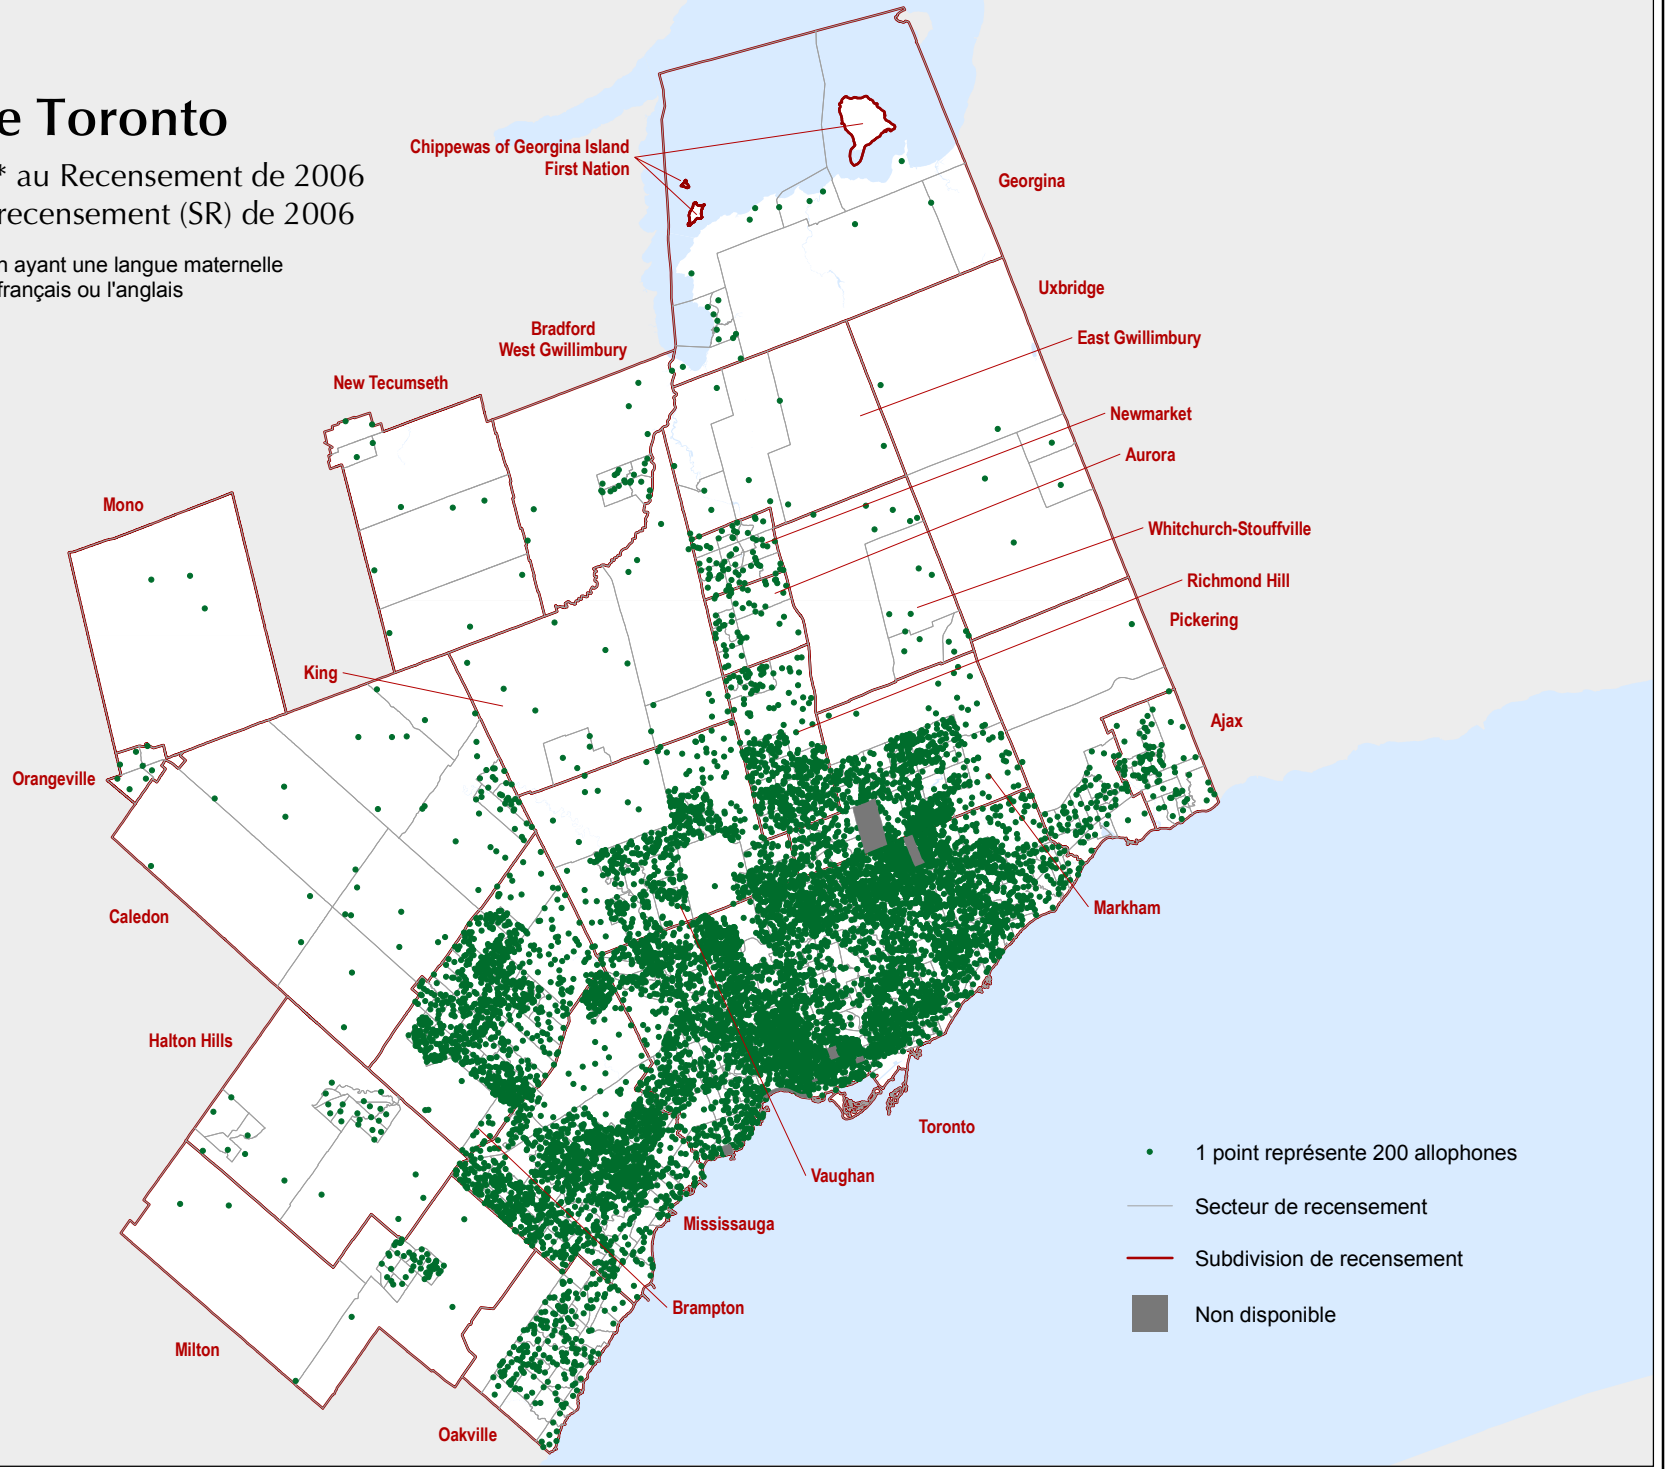 e Toronto
* au Recensement de 2006
recensement (SR) de 2006
n ayant une langue maternelle
français ou l'anglais
Chippewas of Georgina Island
First Nation
Georgina
Uxbridge
Bradford
West Gwillimbury
East Gwillimbury
New Tecumseth
Newmarket
Aurora
Mono
Whitchurch-Stouffville
Richmond Hill
Pickering
King
Ajax
Orangeville
Markham
Caledon
Halton Hills
Toronto
Vaughan
Mississauga
Brampton
Milton
Oakville
1 point représente 200 allophones
Secteur de recensement
Subdivision de recensement
Non disponible